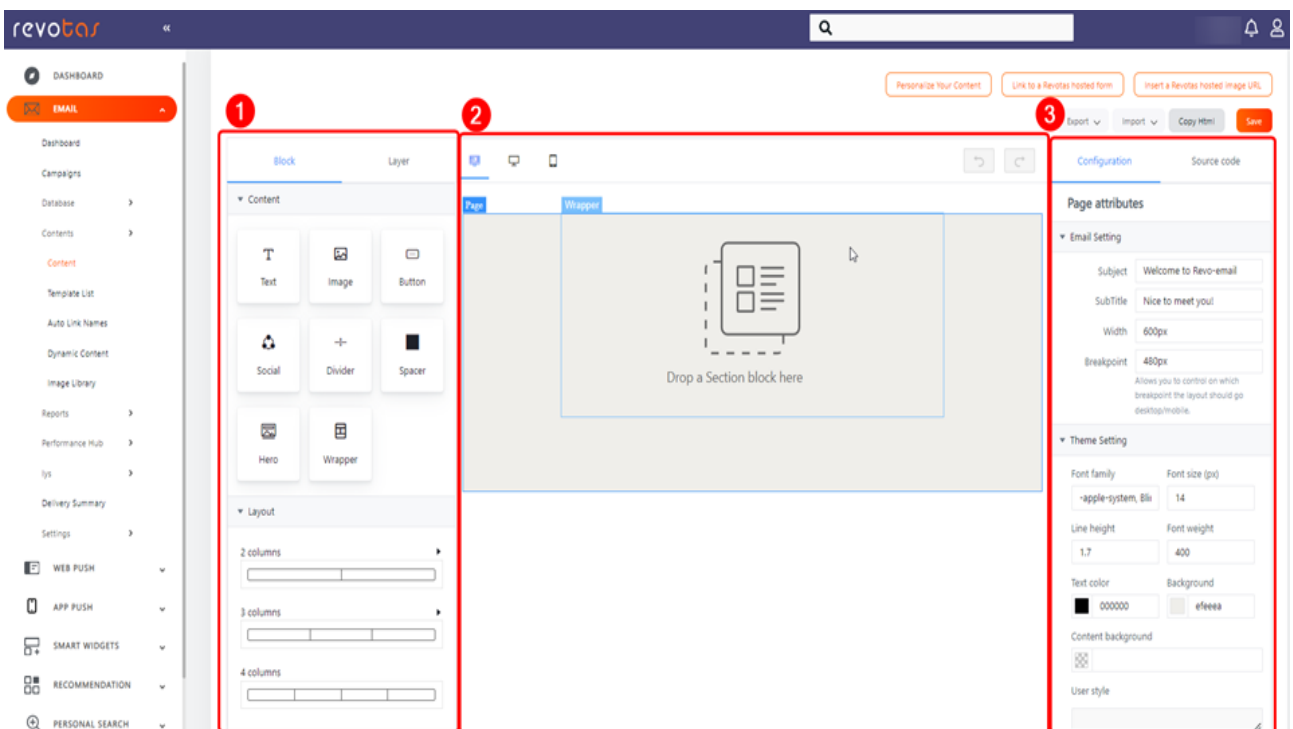 revotas «
Personalize Your Content Link to a Revotas hosted form Insert a Revotas hosted image URL
Export Import Copy Html Save
DASHBOARD
EMAIL
Dashboard
Campaigns
Database
Contents
Content
Template List
Auto Link Names
Dynamic Content
Image Library
Reports
Performance Hub
Iys
Delivery Summary
Settings
WEB PUSH
APP PUSH
SMART WIDGETS
RECOMMENDATION
PERSONAL SEARCH
1
Block Layer
Content
Text Image Button
Social Divider Spacer
Hero Wrapper
Layout
2 columns
3 columns
4 columns
2
Page Wrapper
Drop a Section block here
3
Configuration Source code
Page attributes
Email Setting
Subject Welcome to Revo-email
SubTitle Nice to meet you!
Width 600px
Breakpoint 480px
Allows you to control on which
breakpoint the layout should go
desktop/mobile.
Theme Setting
Font family Font size (px)
-apple-system, 14
Line height Font weight
1.7 400
Text color Background
000000 efeeea
Content background
User style